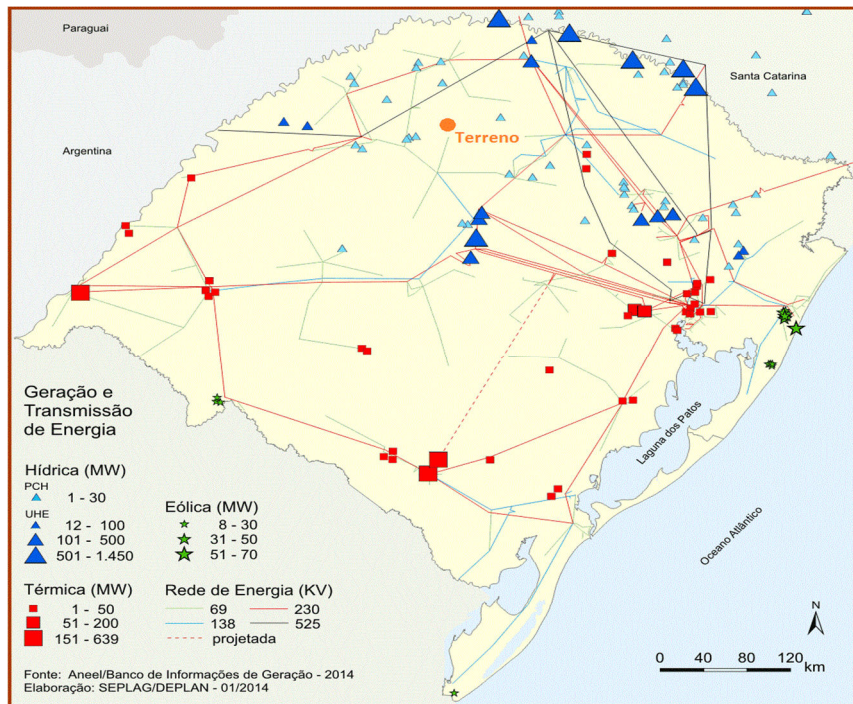 Paraguai
Santa Catarina
Terreno
Argentina
Geração e
Transmissão
de Energia
Laguna dos Patos
Oceano Atlântico
Hídrica (MW)
PCH
1 - 30
UHE
12 - 100
101 - 500
501 - 1.450
Eólica (MW)
8 - 30
31 - 50
51 - 70
Térmica (MW)
1 - 50
51 - 200
151 - 639
Rede de Energia (KV)
69 230
138 525
projetada
N
0 40 80 120
km
Fonte: Aneel/Banco de Informações de Geração - 2014
Elaboração: SEPLAG/DEPLAN - 01/2014